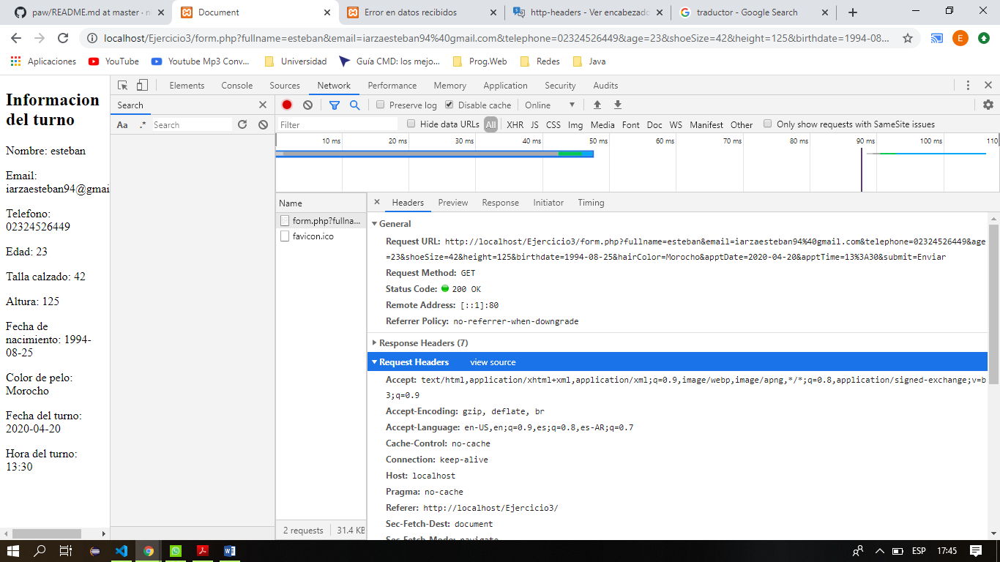 paw/README.md at master · n
Document
Error en datos recibidos
http-headers - Ver encabezado
traductor - Google Search
localhost/Ejercicio3/form.php?fullname=esteban&email=iarzaesteban94%40gmail.com&telephone=02324526449&age=23&shoeSize=42&height=125&birthdate=1994-08...
E
Aplicaciones
YouTube
Youtube Mp3 Conv...
Universidad
Guía CMD: los mejo...
Prog.Web
Redes
Java
Informacion
del turno
Nombre: esteban
Email:
iarzaesteban94@gmai
Telefono:
02324526449
Edad: 23
Talla calzado: 42
Altura: 125
Fecha de
nacimiento: 1994-
08-25
Color de pelo:
Morocho
Fecha del turno:
2020-04-20
Hora del turno:
13:30
Elements
Console
Sources
Network
Performance
Memory
Application
Security
Audits
Search
Aa
.*
Search
Preserve log
Disable cache
Online
Filter
Hide data URLs
All
XHR
JS
CSS
Img
Media
Font
Doc
WS
Manifest
Other
Only show requests with SameSite issues
10 ms
20 ms
30 ms
40 ms
50 ms
60 ms
70 ms
80 ms
90 ms
100 ms
110
Name
form.php?fullna...
favicon.ico
2 requests
31.4 KB
Headers
Preview
Response
Initiator
Timing
General
Request URL: http://localhost/Ejercicio3/form.php?fullname=esteban&email=iarzaesteban94%40gmail.com&telephone=02324526449&age
=23&shoeSize=42&height=125&birthdate=1994-08-25&hairColor=Morocho&apptDate=2020-04-20&apptTime=13%3A30&submit=Enviar
Request Method: GET
Status Code: 200 OK
Remote Address: [::1]:80
Referrer Policy: no-referrer-when-downgrade
Response Headers (7)
Request Headers
view source
Accept: text/html,application/xhtml+xml,application/xml;q=0.9,image/webp,image/apng,*/*;q=0.8,application/signed-exchange;v=b
3;q=0.9
Accept-Encoding: gzip, deflate, br
Accept-Language: en-US,en;q=0.9,es;q=0.8,es-AR;q=0.7
Cache-Control: no-cache
Connection: keep-alive
Host: localhost
Pragma: no-cache
Referer: http://localhost/Ejercicio3/
Sec-Fetch-Dest: document
Sec-Fetch-Mode: navigate
ESP
17:45